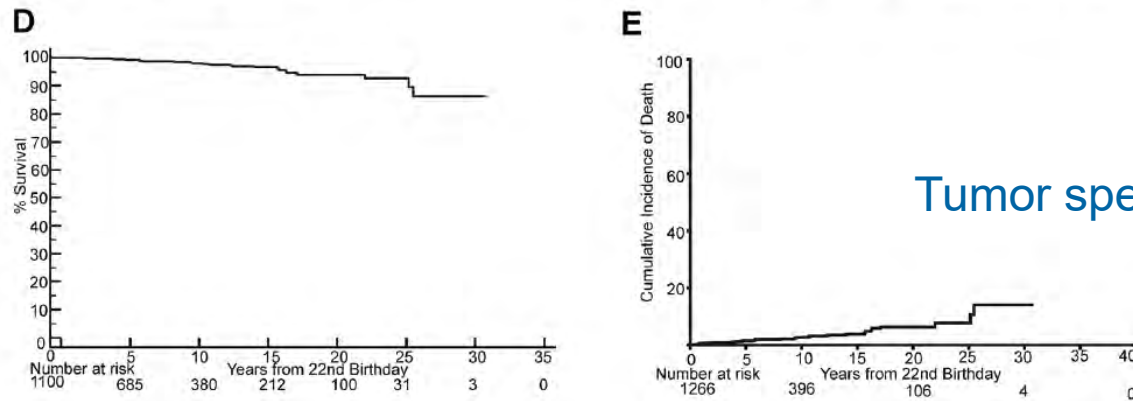 D
100
90
80
70
60
50
40
30
20
10
0
% Survival
0 5 10 15 20 25 30 35
Number at risk Years from 22nd Birthday
1100 685 380 212 100 31 3 0
E
100
80
60
40
20
Cumulative Incidence of Death
Tumor spe
0 5 10 15 20 25 30 35 40
Number at risk Years from 22nd Birthday
1266 396 106 4 0